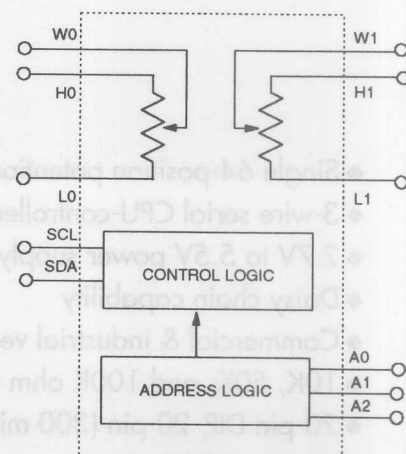 W0
W1
H0
H1
Single 64-position potention
L0
L1
3-wire serial CPU-controlled
SCL
2.7V to 5.5V power supply
SDA
CONTROL LOGIC
Daisy chain capability
Commercial & industrial ve
A0
10K, 50K, and 100K ohm
A1
ADDRESS LOGIC
A2
20 pin DIP, 20 pin (300 mi